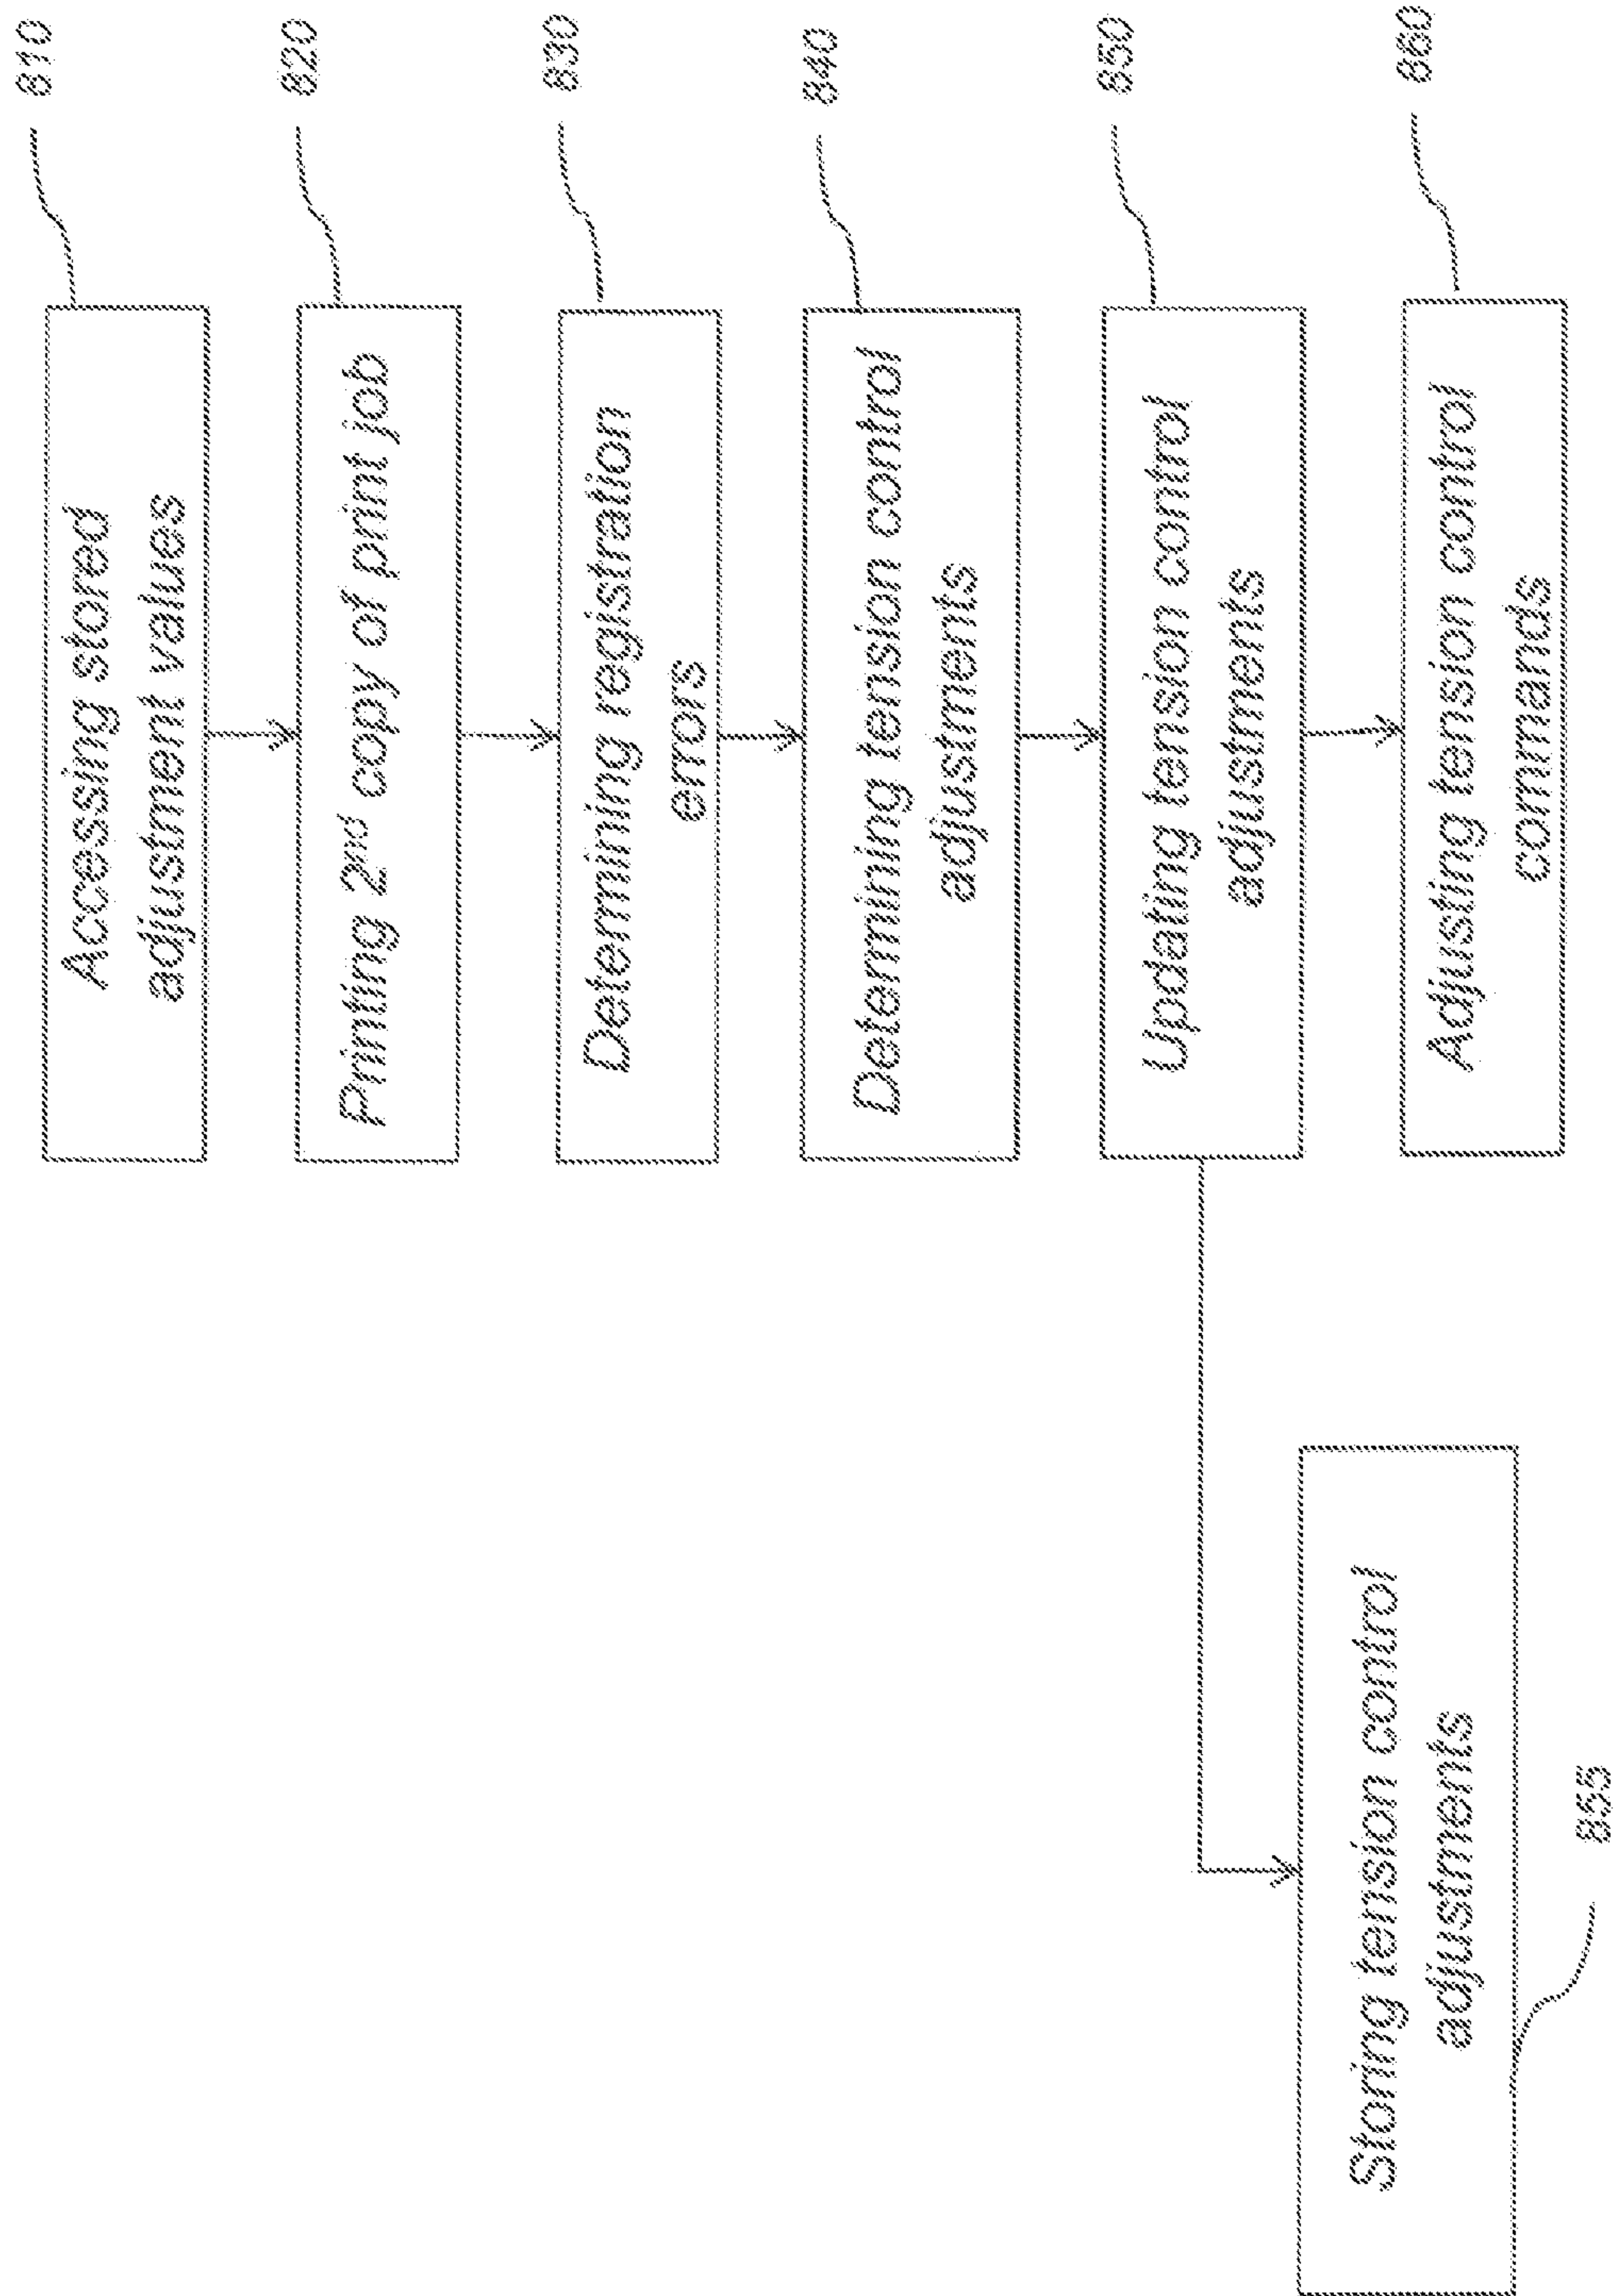 Accessing stored
adjustment values
810
Printing 2nd copy of print job
820
Determining registration
errors
830
Determining tension control
adjustments
840
Updating tension control
adjustments
850
Storing tension control
adjustments
855
Adjusting tension control
commands
860